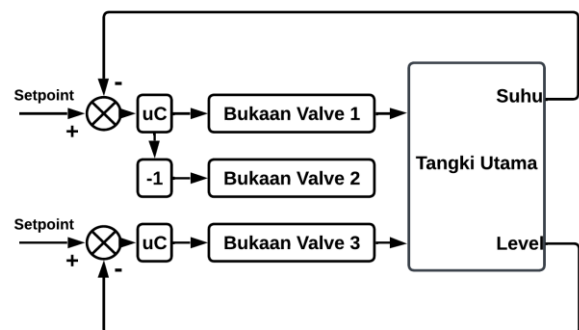 Setpoint
-
+
uC
Bukaan Valve 1
Suhu
-1
Bukaan Valve 2
Tangki Utama
Setpoint
+
-
uC
Bukaan Valve 3
Level